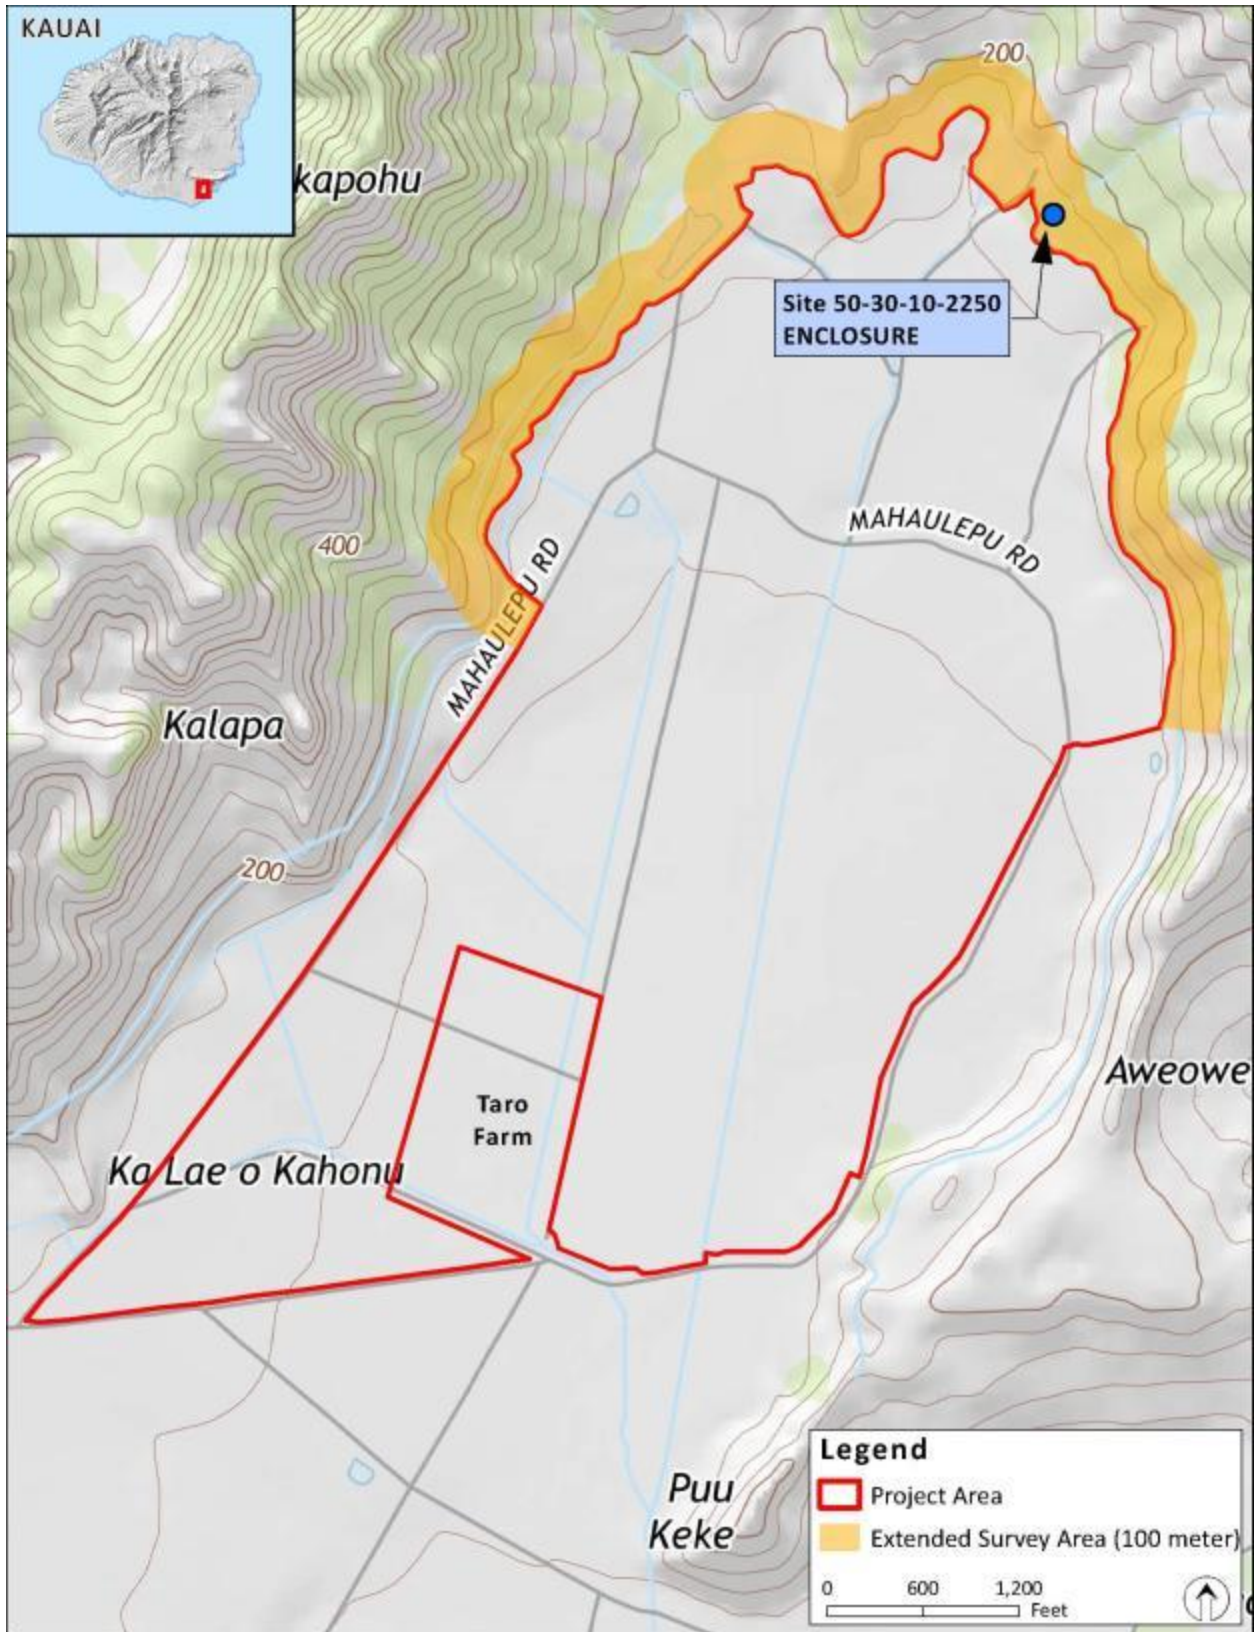 KAUAI
200
kapohu
Site 50-30-10-2250
ENCLOSURE
400
MAHAULEPU RD
MAHAULEPU RD
Kalapa
200
Aweowe
Taro
Farm
Ka Lae o Kahonu
Puu
Keke
Legend
Project Area
Extended Survey Area (100 meter)
0 600 1,200
Feet